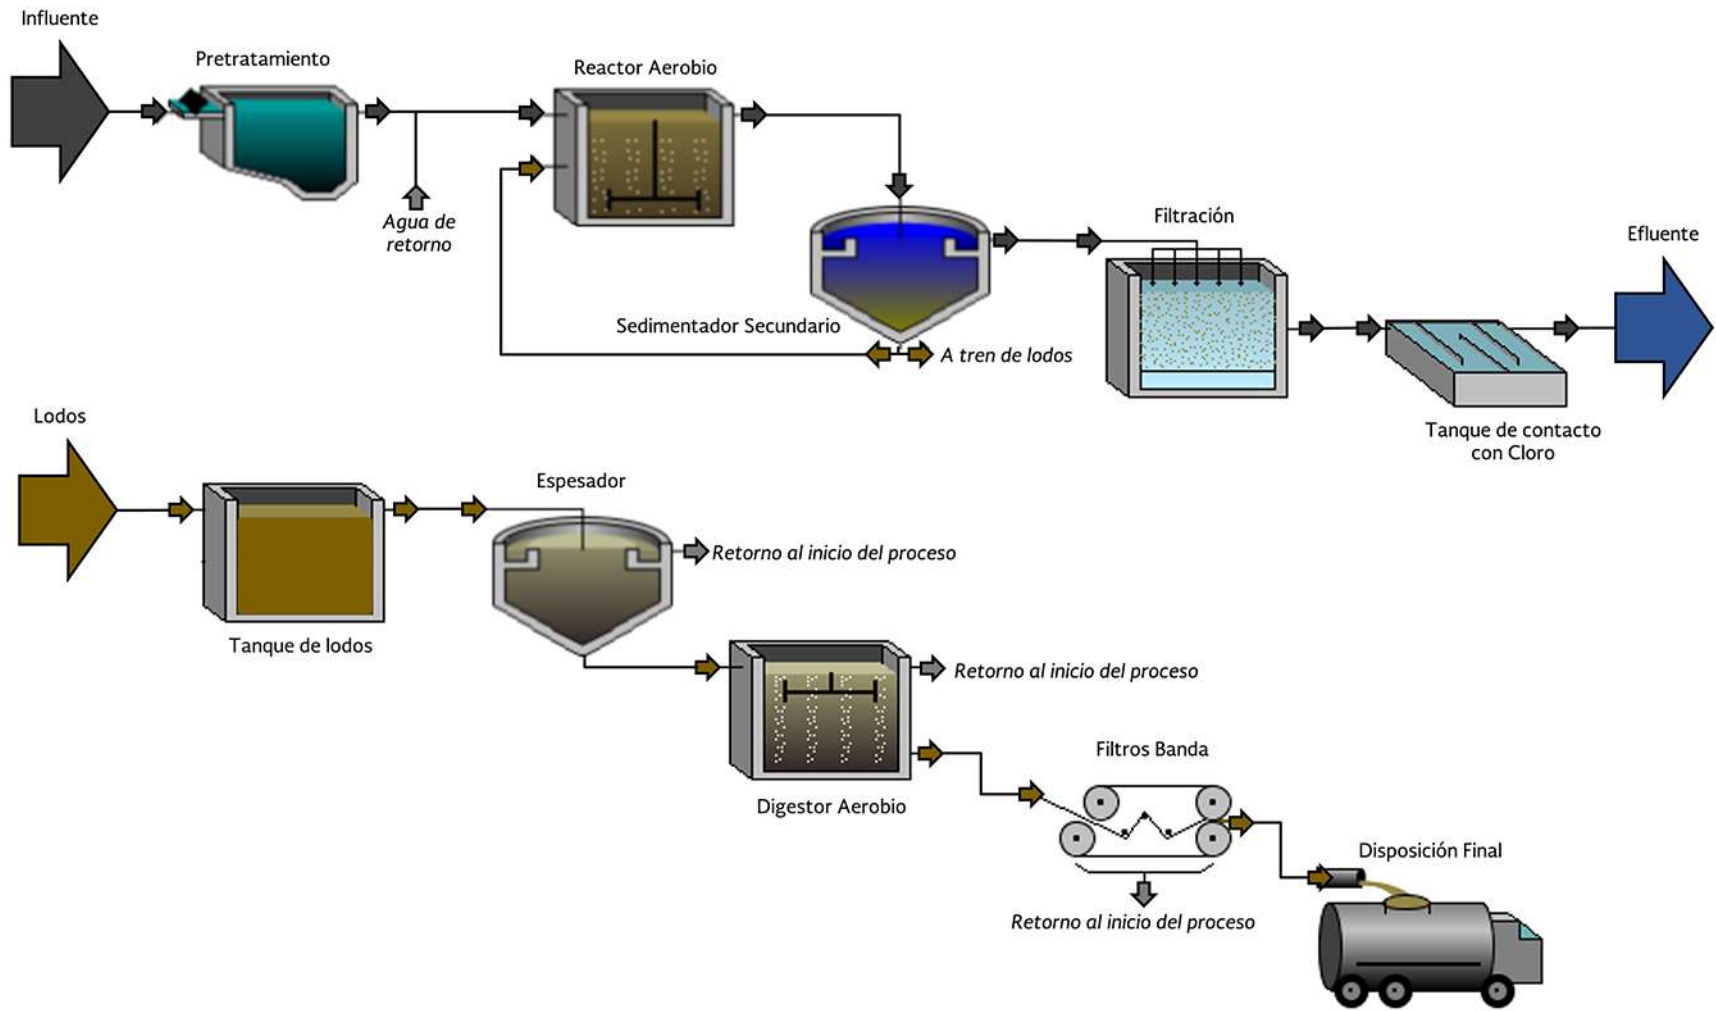 Influente
Pretratamiento
Reactor Aerobio
Agua de
retorno
Filtración
Efluente
Sedimentador Secundario
A tren de lodos
Tanque de contacto
con Cloro
Lodos
Espesador
Retorno al inicio del proceso
Tanque de lodos
Retorno al inicio del proceso
Filtros Banda
Digestor Aerobio
Disposición Final
Retorno al inicio del proceso